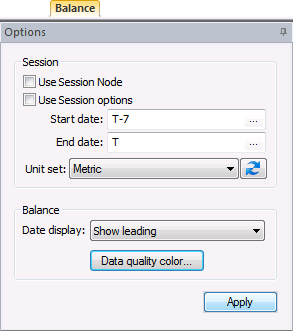 Balance
Options
Session
Use Session Node
Use Session options
Start date: T-7 ...
End date: T ...
Unit set: Metric
Balance
Date display: Show leading
Data quality color...
Apply